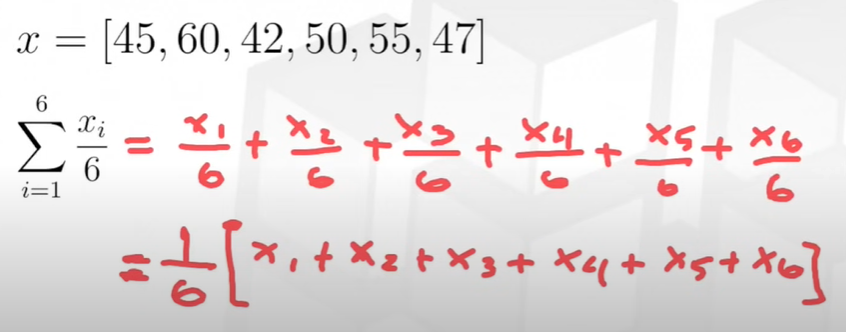 x = [45, 60, 42, 50, 55, 47]
\sum_{i=1}^{6} \frac{x_i}{6} = \frac{x_1}{6} + \frac{x_2}{6} + \frac{x_3}{6} + \frac{x_4}{6} + \frac{x_5}{6} + \frac{x_6}{6}
= \frac{1}{6} [x_1 + x_2 + x_3 + x_4 + x_5 + x_6]